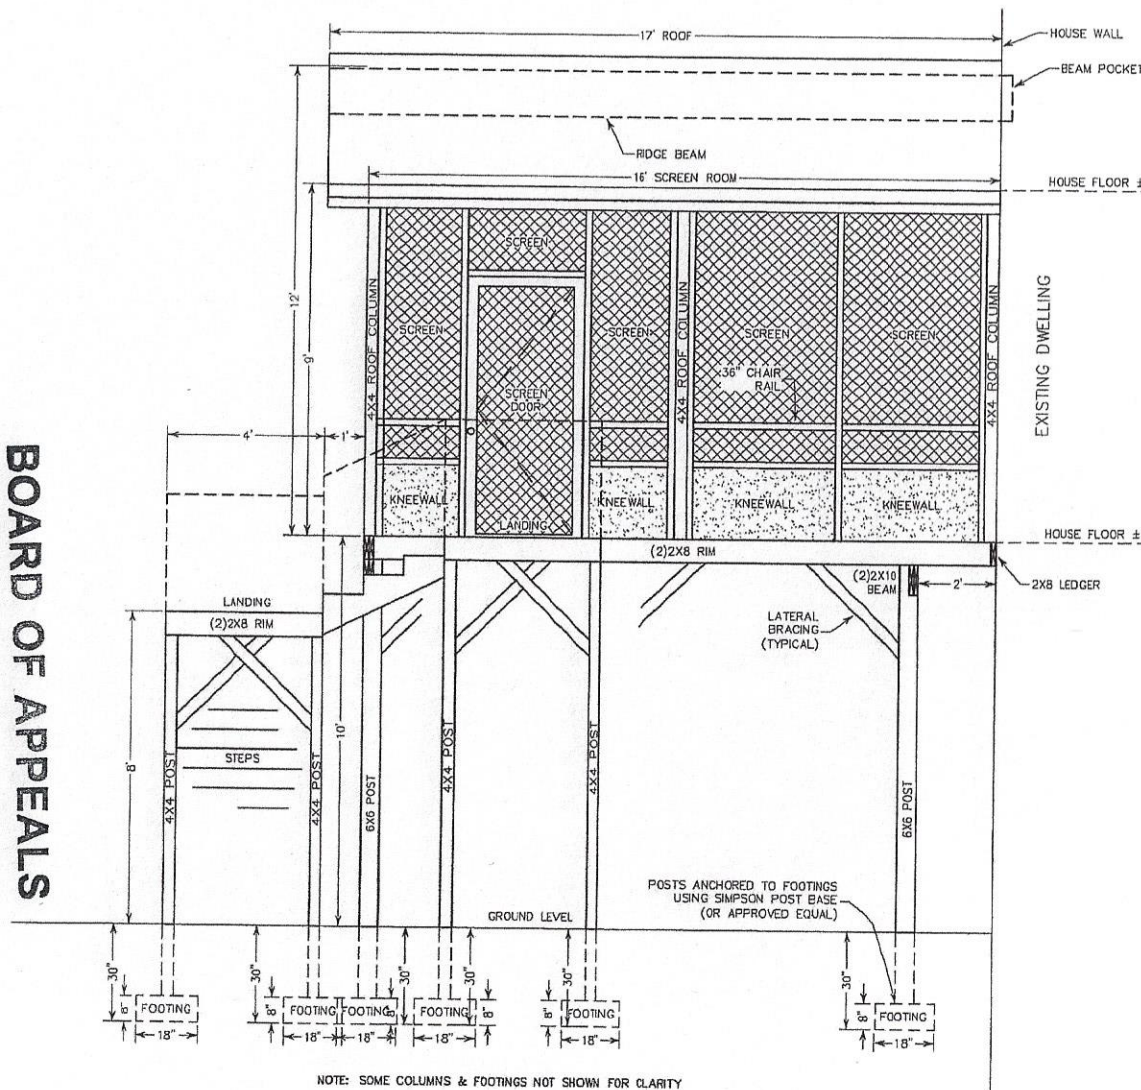 17' ROOF
HOUSE WALL
BEAM POCKET
RIDGE BEAM
16' SCREEN ROOM
HOUSE FLOOR ±
12'
9'
4X4 ROOF COLUMN
SCREEN
SCREEN
SCREEN
DOOR
SCREEN
4X4 ROOF COLUMN
SCREEN
36" CHAIR
RAIL
SCREEN
4X4 ROOF COLUMN
EXISTING DWELLING
4'
1'
KNEEWALL
LANDING
KNEEWALL
KNEEWALL
KNEEWALL
HOUSE FLOOR ±
(2)2X8 RIM
(2)2X10
BEAM
2'
2X8 LEDGER
LANDING
(2)2X8 RIM
LATERAL
BRACING
(TYPICAL)
8'
10'
STEPS
4X4 POST
4X4 POST
6X6 POST
4X4 POST
4X4 POST
6X6 POST
POSTS ANCHORED TO FOOTINGS
USING SIMPSON POST BASE
(OR APPROVED EQUAL)
GROUND LEVEL
30"
30"
30"
30"
30"
30"
8"
FOOTING
8"
FOOTING
FOOTING
8"
FOOTING
8"
8"
FOOTING
8"
FOOTING
18"
18"
18"
18"
18"
18"
NOTE: SOME COLUMNS & FOOTINGS NOT SHOWN FOR CLARITY
BOARD OF APPEALS